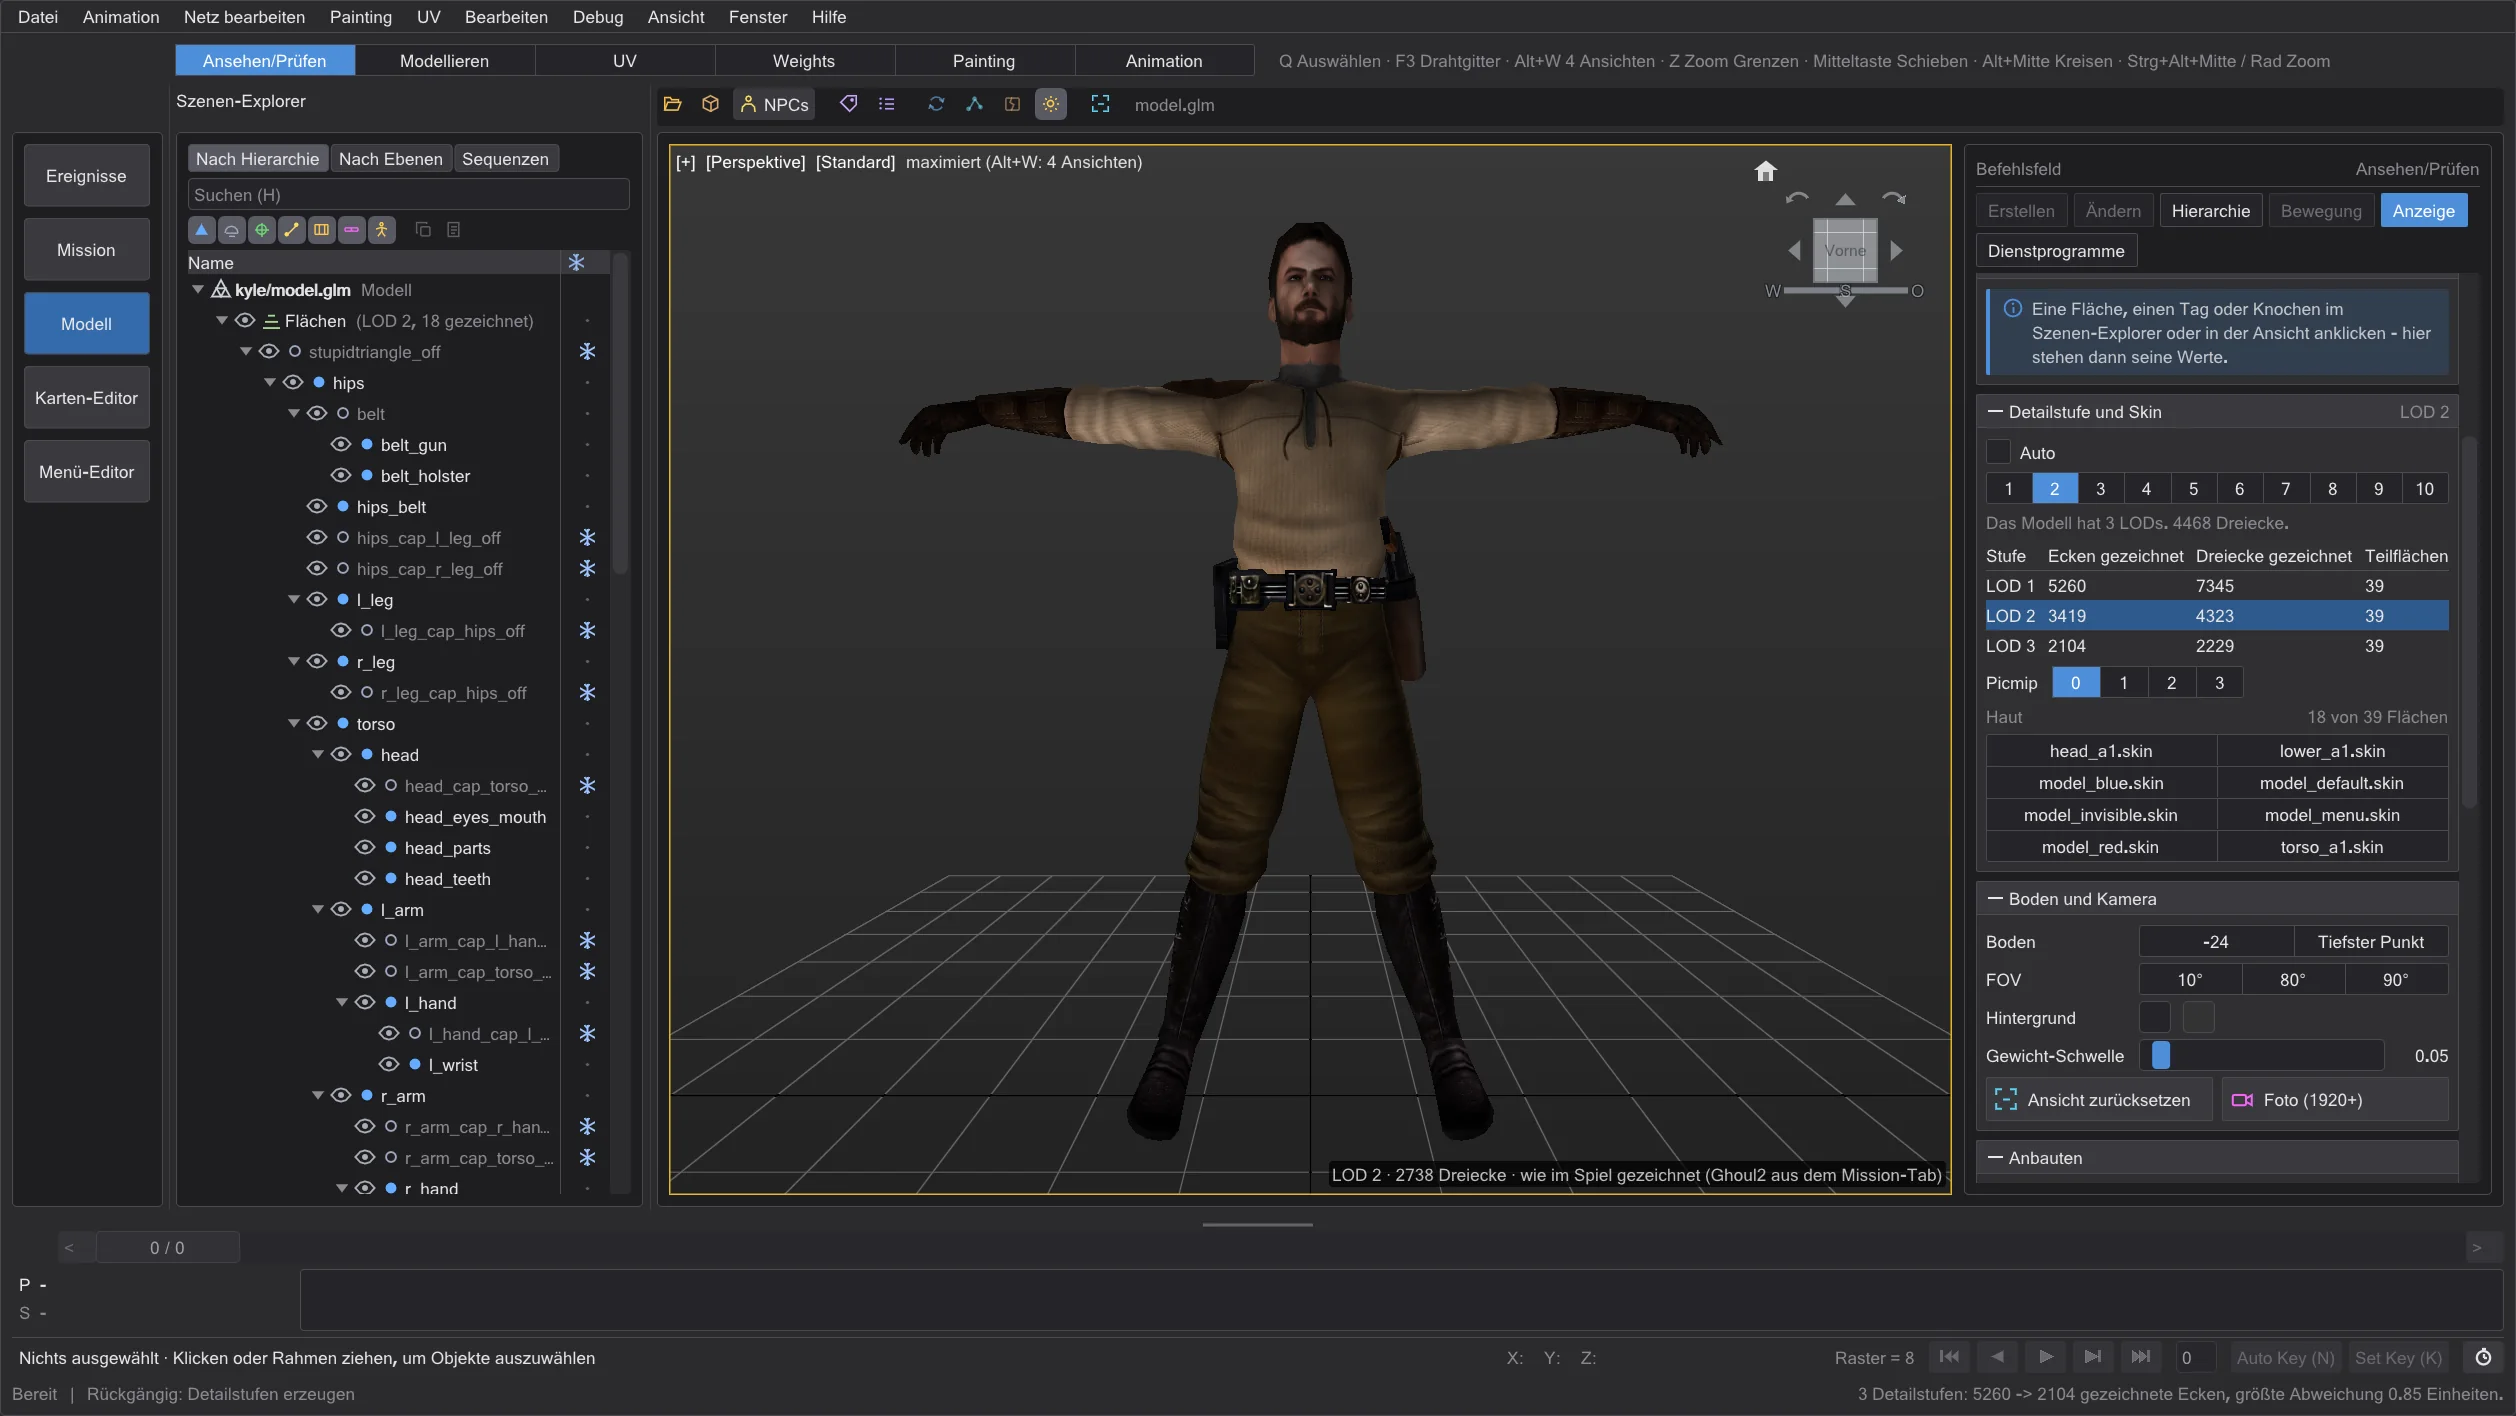 Datei Animation Netz bearbeiten Painting UV Bearbeiten Debug Ansicht Fenster Hilfe
Ansehen/Prüfen Modellieren UV Weights Painting Animation Q Auswählen · F3 Drahtgitter · Alt+W 4 Ansichten · Z Zoom Grenzen · Mitteltaste Schieben · Alt+Mitte Kreisen · Strg+Alt+Mitte / Rad Zoom
Szenen-Explorer
NPCs model.glm
Ereignisse
Mission
Modell
Karten-Editor
Menü-Editor
Nach Hierarchie Nach Ebenen Sequenzen
Suchen (H)
Name
kyle/model.glm Modell
Flächen (LOD 2, 18 gezeichnet)
stupidtriangle_off
hips
belt
belt_gun
belt_holster
hips_belt
hips_cap_l_leg_off
hips_cap_r_leg_off
l_leg
l_leg_cap_hips_off
r_leg
r_leg_cap_hips_off
torso
head
head_cap_torso_...
head_eyes_mouth
head_parts
head_teeth
l_arm
l_arm_cap_l_han...
l_arm_cap_torso_...
l_hand
l_hand_cap_l_...
l_wrist
r_arm
r_arm_cap_r_han...
r_arm_cap_torso_...
r_hand
[+] [Perspektive] [Standard] maximiert (Alt+W: 4 Ansichten)
Vorne
W S O
LOD 2 · 2738 Dreiecke · wie im Spiel gezeichnet (Ghoul2 aus dem Mission-Tab)
Befehlsfeld Ansehen/Prüfen
Erstellen Ändern Hierarchie Bewegung Anzeige
Dienstprogramme
Eine Fläche, einen Tag oder Knochen im
Szenen-Explorer oder in der Ansicht anklicken - hier
stehen dann seine Werte.
Detailstufe und Skin LOD 2
Auto
1 2 3 4 5 6 7 8 9 10
Das Modell hat 3 LODs. 4468 Dreiecke.
Stufe Ecken gezeichnet Dreiecke gezeichnet Teilflächen
LOD 1 5260 7345 39
LOD 2 3419 4323 39
LOD 3 2104 2229 39
Picmip 0 1 2 3
Haut 18 von 39 Flächen
head_a1.skin lower_a1.skin
model_blue.skin model_default.skin
model_invisible.skin model_menu.skin
model_red.skin torso_a1.skin
Boden und Kamera
Boden -24 Tiefster Punkt
FOV 10° 80° 90°
Hintergrund
Gewicht-Schwelle 0.05
Ansicht zurücksetzen Foto (1920+)
Anbauten
< 0 / 0 >
P -
S -
Nichts ausgewählt · Klicken oder Rahmen ziehen, um Objekte auszuwählen X: Y: Z: Raster = 8 0 Auto Key (N) Set Key (K)
Bereit | Rückgängig: Detailstufen erzeugen 3 Detailstufen: 5260 -> 2104 gezeichnete Ecken, größte Abweichung 0.85 Einheiten.